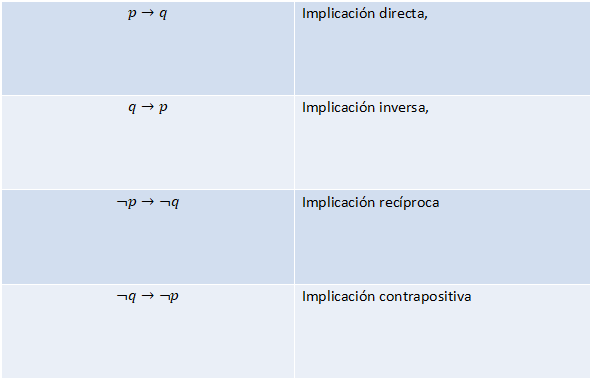 p → q Implicación directa,
q → p Implicación inversa,
¬p → ¬q Implicación recíproca
¬q → ¬p Implicación contrapositiva